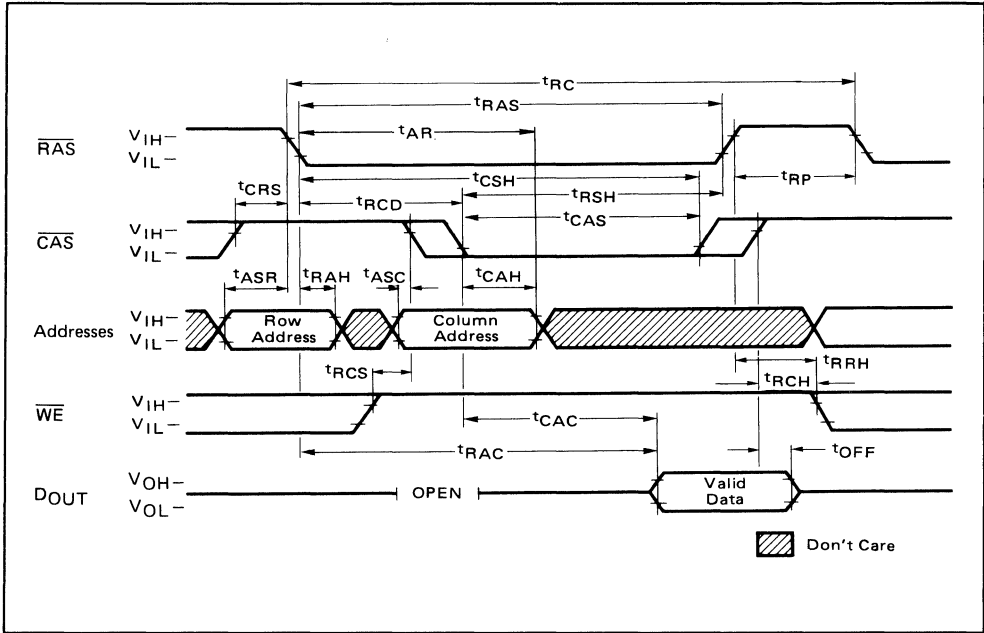 tRC
tRAS
tAR
RAS
VIH
VIL
tCSH
tCRS
tRCD
tRSH
tRP
tCAS
CAS
VIH
VIL
tASR
tRAH
tASC
tCAH
Addresses
VIH
VIL
Row
Address
Column
Address
tRCS
tRRH
tRCH
WE
VIH
VIL
tCAC
tRAC
tOFF
DOUT
VOH
VOL
OPEN
Valid
Data
Don't Care